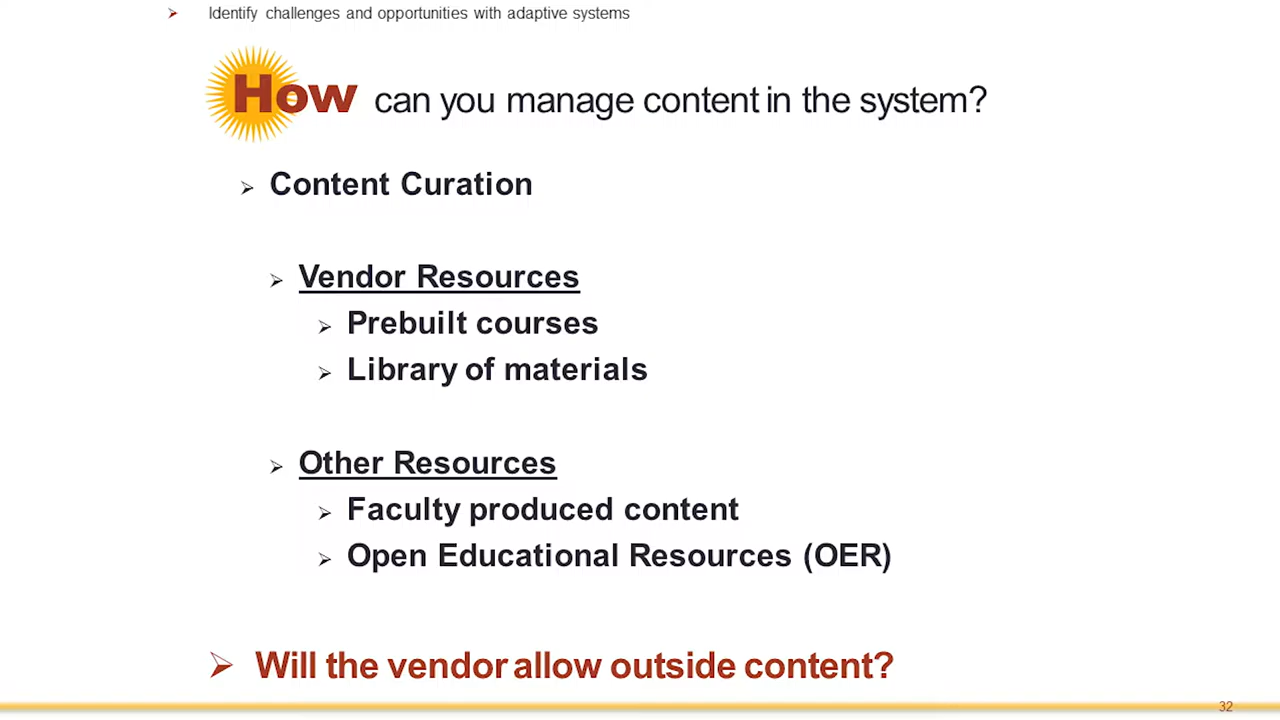 Identify challenges and opportunities with adaptive systems
How can you manage content in the system?
Content Curation
Vendor Resources
Prebuilt courses
Library of materials
Other Resources
Faculty produced content
Open Educational Resources (OER)
Will the vendor allow outside content?
32